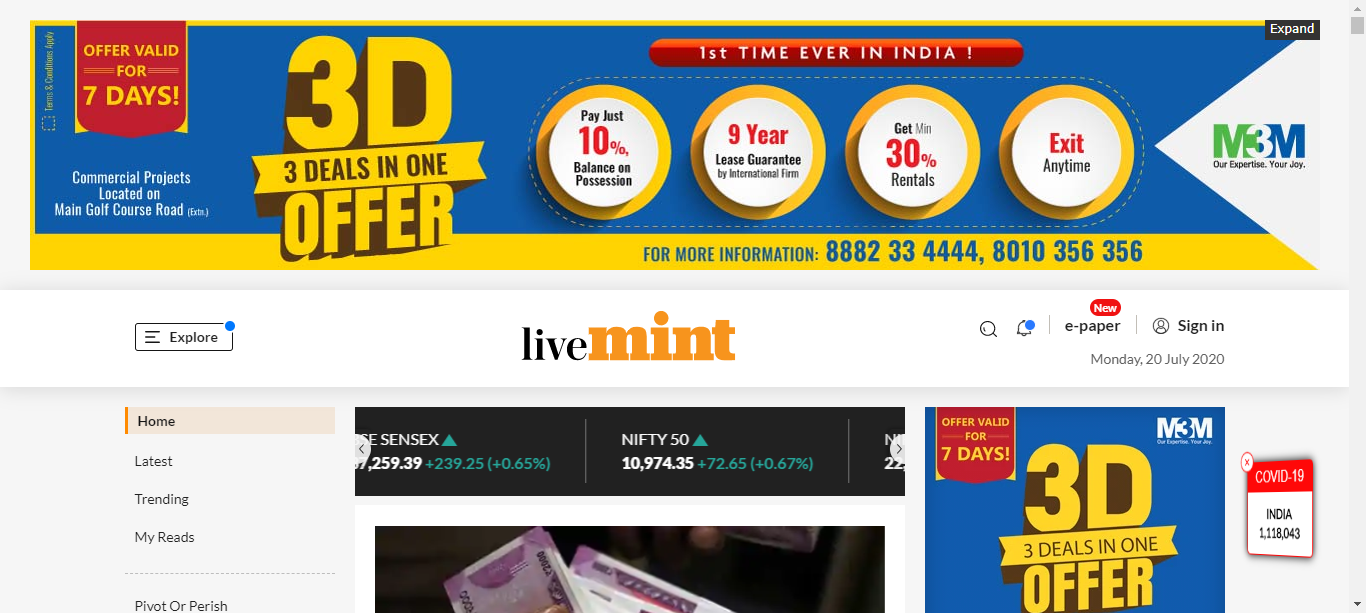 Expand
Terms & Conditions Apply
OFFER VALID
FOR
7 DAYS!
Commercial Projects
Located on
Main Golf Course Road (Extn.)
3D
3 DEALS IN ONE
OFFER
1st TIME EVER IN INDIA !
Pay Just
10%,
Balance on
Possession
9 Year
Lease Guarantee
by International Firm
Get Min
30%
Rentals
Exit
Anytime
M3M
Our Expertise. Your Joy.
FOR MORE INFORMATION: 8882 33 4444, 8010 356 356
Explore
livemint
New
e-paper
Sign in
Monday, 20 July 2020
Home
Latest
Trending
My Reads
Pivot Or Perish
SE SENSEX
7,259.39 +239.25 (+0.65%)
NIFTY 50
10,974.35 +72.65 (+0.67%)
22,
OFFER VALID
FOR
7 DAYS!
M3M
Our Expertise. Your Joy.
3D
3 DEALS IN ONE
OFFER
X
COVID-19
INDIA
1,118,043